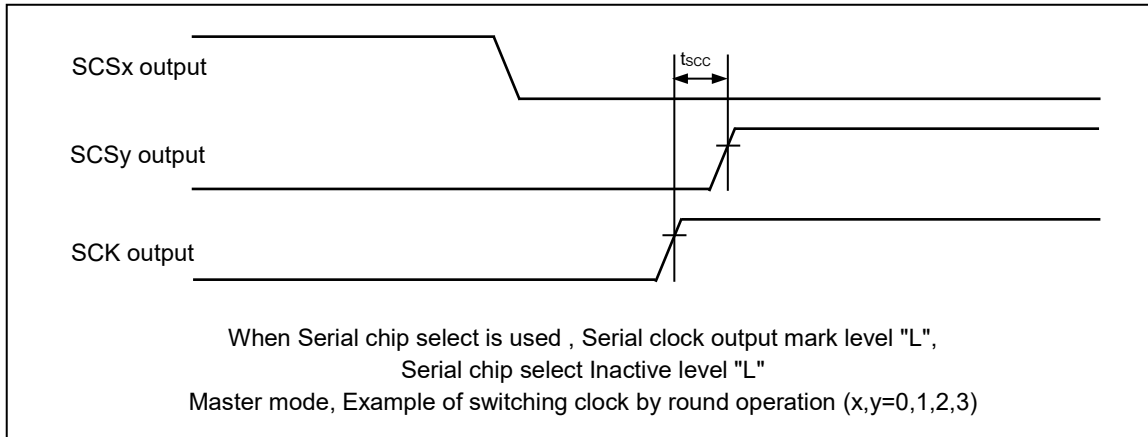 SCSx output
tSCC
SCSy output
SCK output
When Serial chip select is used , Serial clock output mark level "L",
Serial chip select Inactive level "L"
Master mode, Example of switching clock by round operation (x,y=0,1,2,3)